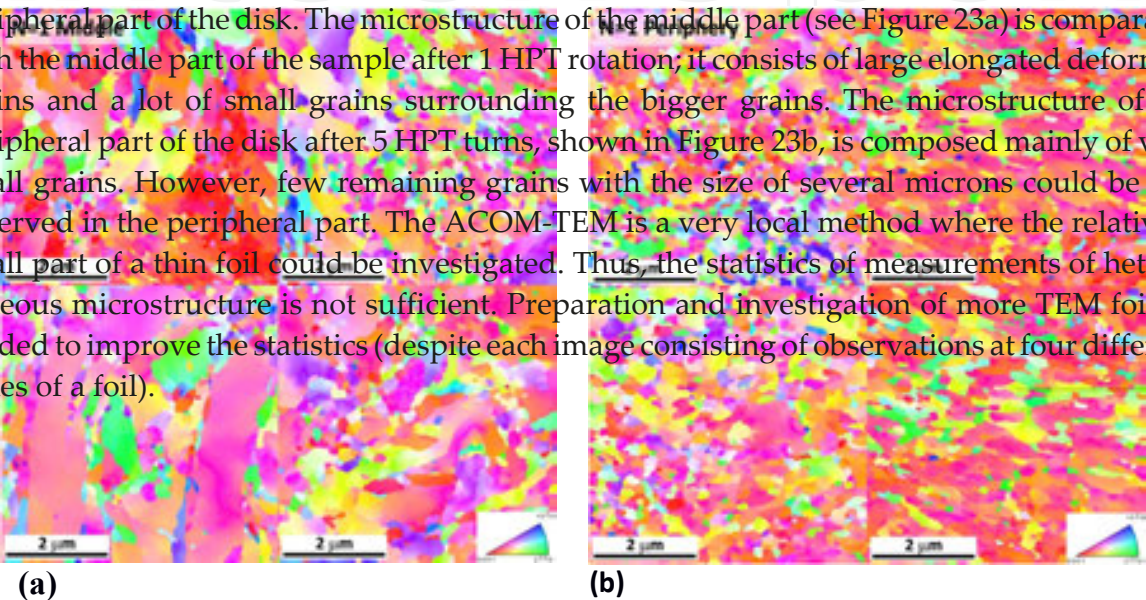 ipheral part of the disk. The microstructure of the middle part (see Figure 23a) is compar
h the middle part of the sample after 1 HPT rotation; it consists of large elongated deforr
ins and a lot of small grains surrounding the bigger grains. The microstructure of
ipheral part of the disk after 5 HPT turns, shown in Figure 23b, is composed mainly of v
all grains. However, few remaining grains with the size of several microns could be
erved in the peripheral part. The ACOM-TEM is a very local method where the relativ
all part of a thin foil could be investigated. Thus, the statistics of measurements of het
eous microstructure is not sufficient. Preparation and investigation of more TEM foi
ded to improve the statistics (despite each image consisting of observations at four diffe
es of a foil).
N=1 Middle
N=1 Periphery
2 μm
2 μm
2 μm
2 μm
(a)
(b)